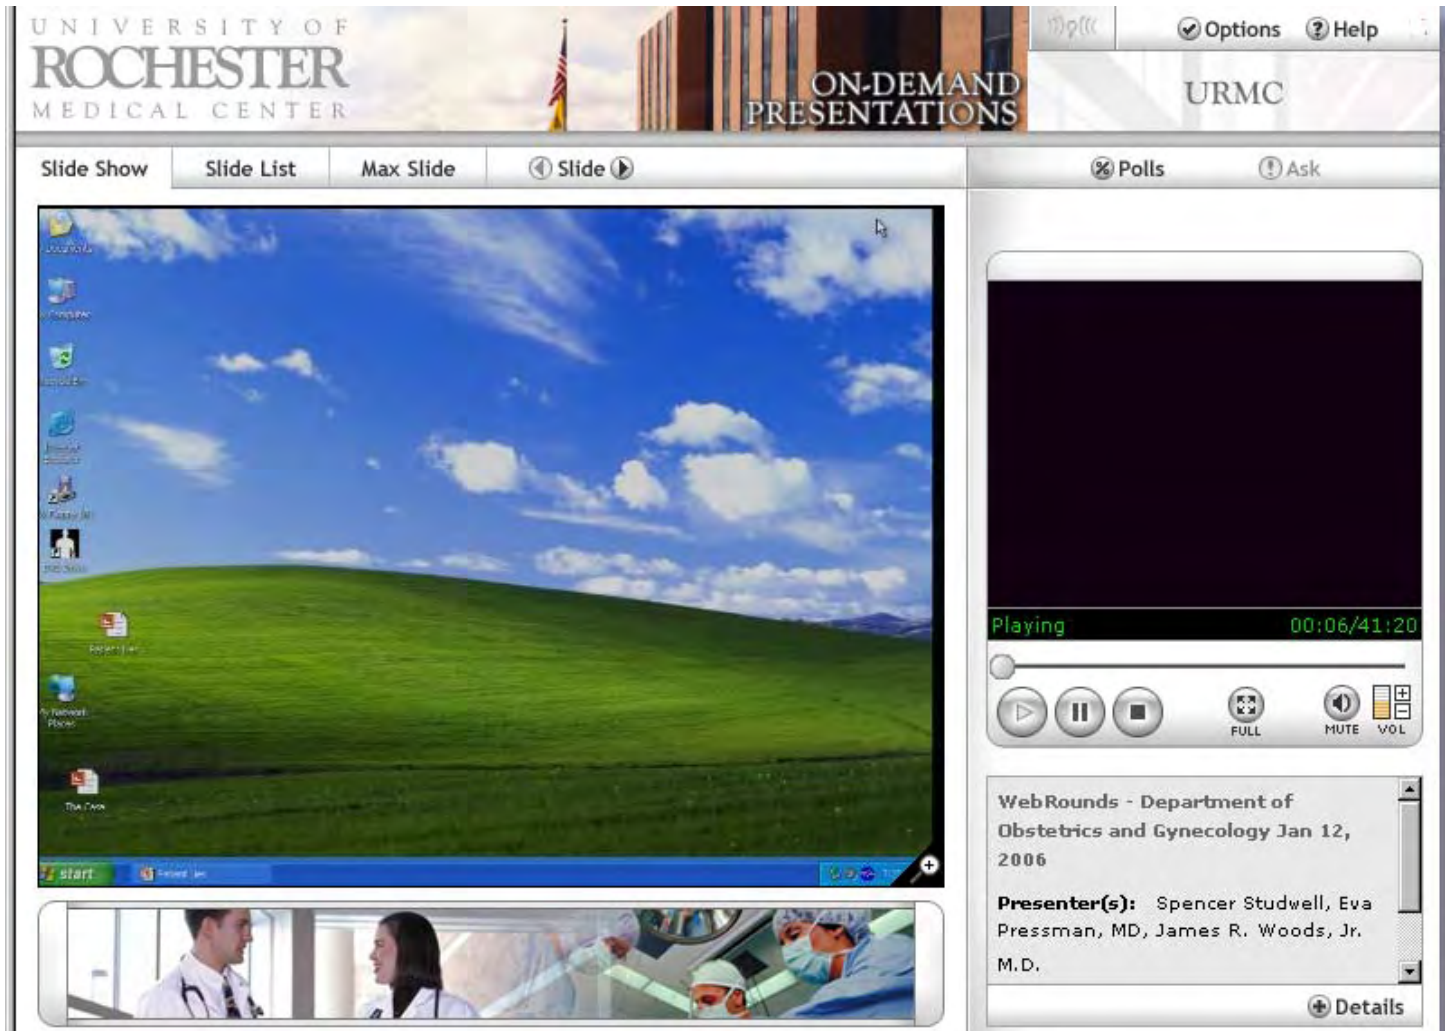 UNIVERSITY OF
ROCHESTER
MEDICAL CENTER
ON-DEMAND
PRESENTATIONS
Options
Help
URMC
Slide Show
Slide List
Max Slide
Slide
Polls
Ask
The Case
start
Playing
00:06/41:20
FULL
MUTE
VOL
WebRounds - Department of
Obstetrics and Gynecology Jan 12,
2006
Presenter(s): Spencer Studwell, Eva
Pressman, MD, James R. Woods, Jr.
M.D.
Details